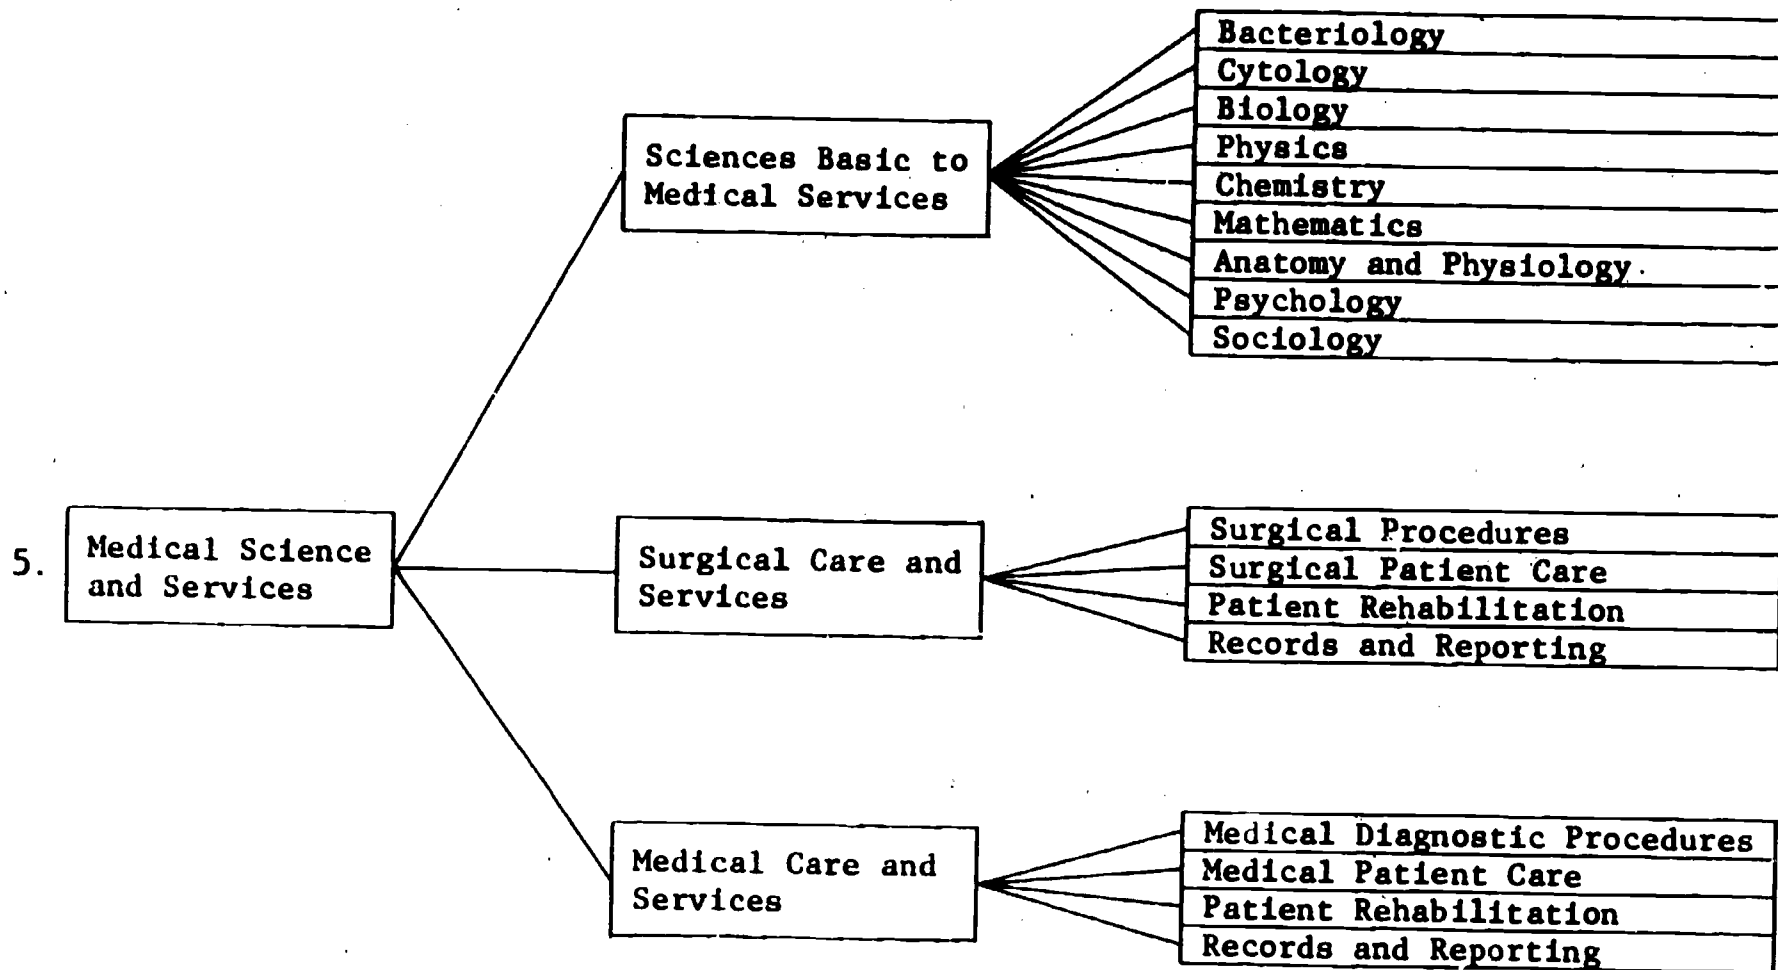 Bacteriology
Cytology
Biology
Physics
Chemistry
Mathematics
Anatomy and Physiology
Psychology
Sociology
Sciences Basic to
Medical Services
5.
Medical Science
and Services
Surgical Care and
Services
Surgical Procedures
Surgical Patient Care
Patient Rehabilitation
Records and Reporting
Medical Care and
Services
Medical Diagnostic Procedures
Medical Patient Care
Patient Rehabilitation
Records and Reporting